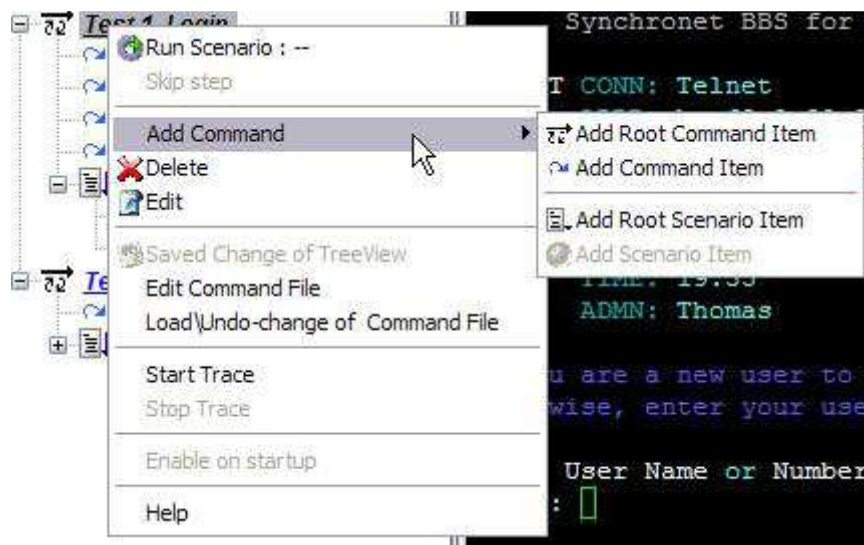 Test 1 Login
Run Scenario : --
Skip step
Add Command
Delete
Edit
Saved Change of TreeView
Edit Command File
Load\Undo-change of Command File
Start Trace
Stop Trace
Enable on startup
Help
Add Root Command Item
Add Command Item
Add Root Scenario Item
Add Scenario Item
Te
Synchronet BBS for
T CONN: Telnet
TIME: 19:55
ADMN: Thomas
u are a new user to
wise, enter your use
User Name or Number
: